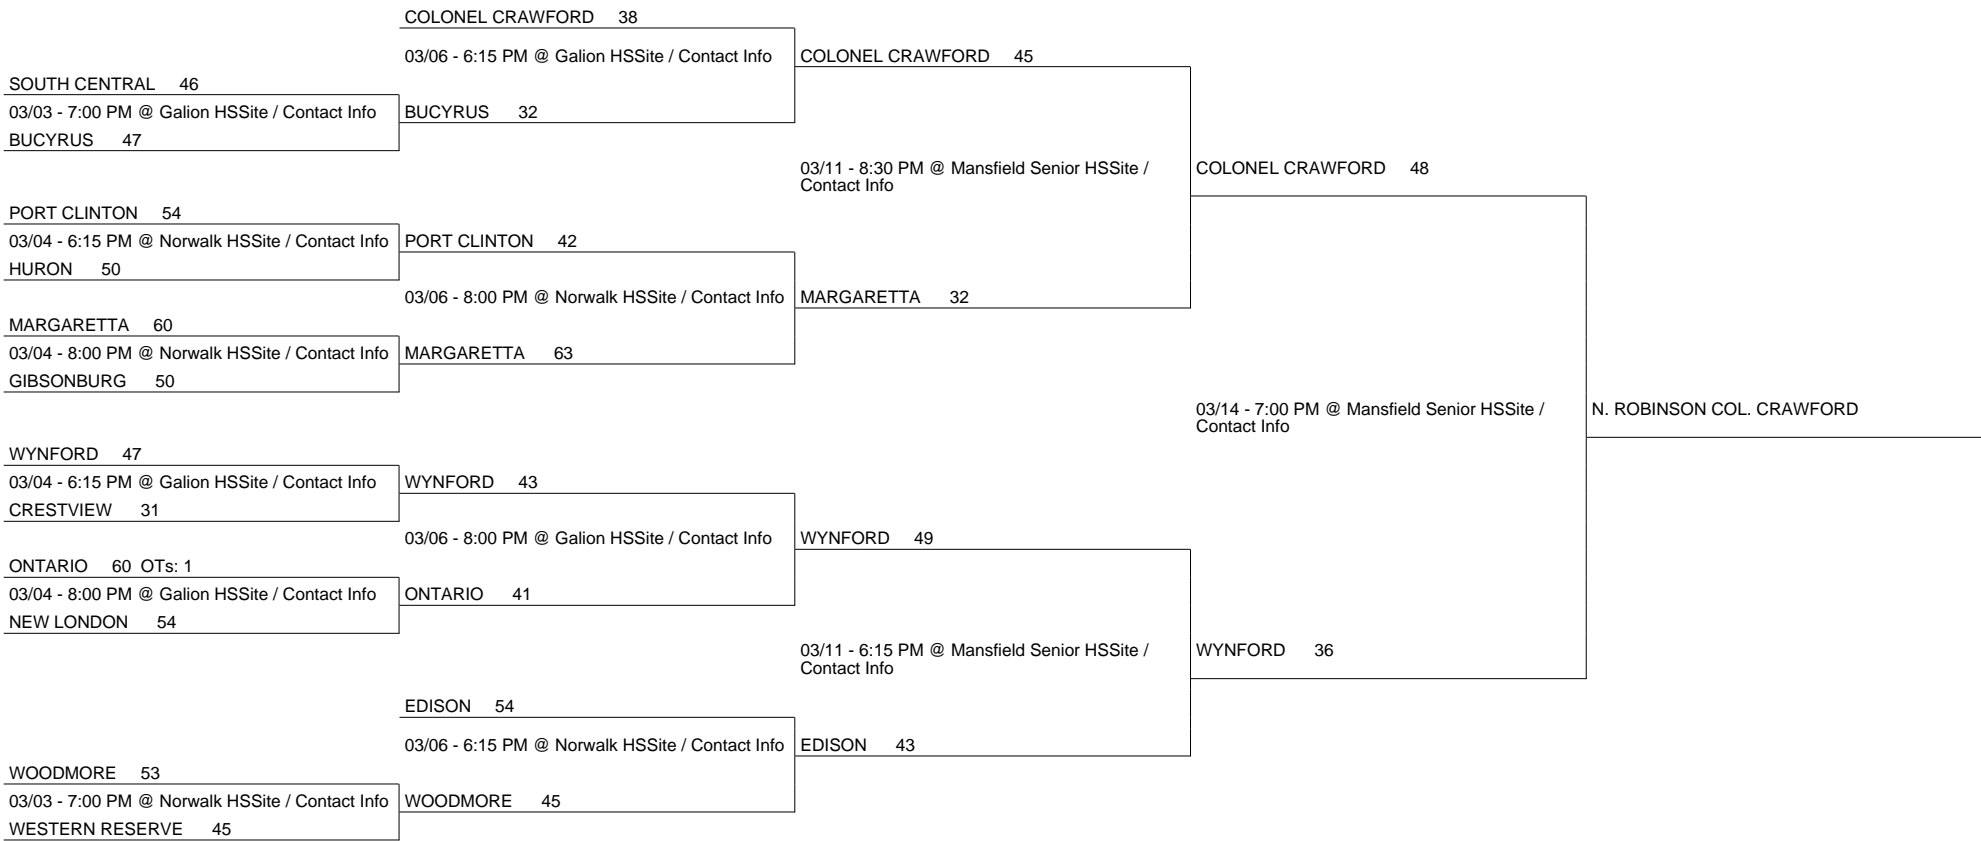 COLONEL CRAWFORD 38
03/06 - 6:15 PM @ Galion HSSite / Contact Info
COLONEL CRAWFORD 45
SOUTH CENTRAL 46
03/03 - 7:00 PM @ Galion HSSite / Contact Info
BUCYRUS 32
BUCYRUS 47
03/11 - 8:30 PM @ Mansfield Senior HSSite /
Contact Info
COLONEL CRAWFORD 48
PORT CLINTON 54
03/04 - 6:15 PM @ Norwalk HSSite / Contact Info
PORT CLINTON 42
HURON 50
03/06 - 8:00 PM @ Norwalk HSSite / Contact Info
MARGARETTA 32
MARGARETTA 60
03/04 - 8:00 PM @ Norwalk HSSite / Contact Info
MARGARETTA 63
GIBSONBURG 50
03/14 - 7:00 PM @ Mansfield Senior HSSite /
Contact Info
N. ROBINSON COL. CRAWFORD
WYNFORD 47
03/04 - 6:15 PM @ Galion HSSite / Contact Info
WYNFORD 43
CRESTVIEW 31
03/06 - 8:00 PM @ Galion HSSite / Contact Info
WYNFORD 49
ONTARIO 60 OTs: 1
03/04 - 8:00 PM @ Galion HSSite / Contact Info
ONTARIO 41
NEW LONDON 54
03/11 - 6:15 PM @ Mansfield Senior HSSite /
Contact Info
WYNFORD 36
EDISON 54
03/06 - 6:15 PM @ Norwalk HSSite / Contact Info
EDISON 43
WOODMORE 53
03/03 - 7:00 PM @ Norwalk HSSite / Contact Info
WOODMORE 45
WESTERN RESERVE 45